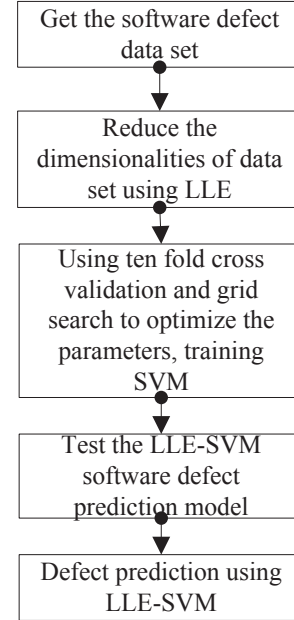 Get the software defect
data set
Reduce the
dimensionalities of data
set using LLE
Using ten fold cross
validation and grid
search to optimize the
parameters, training
SVM
Test the LLE-SVM
software defect
prediction model
Defect prediction using
LLE-SVM